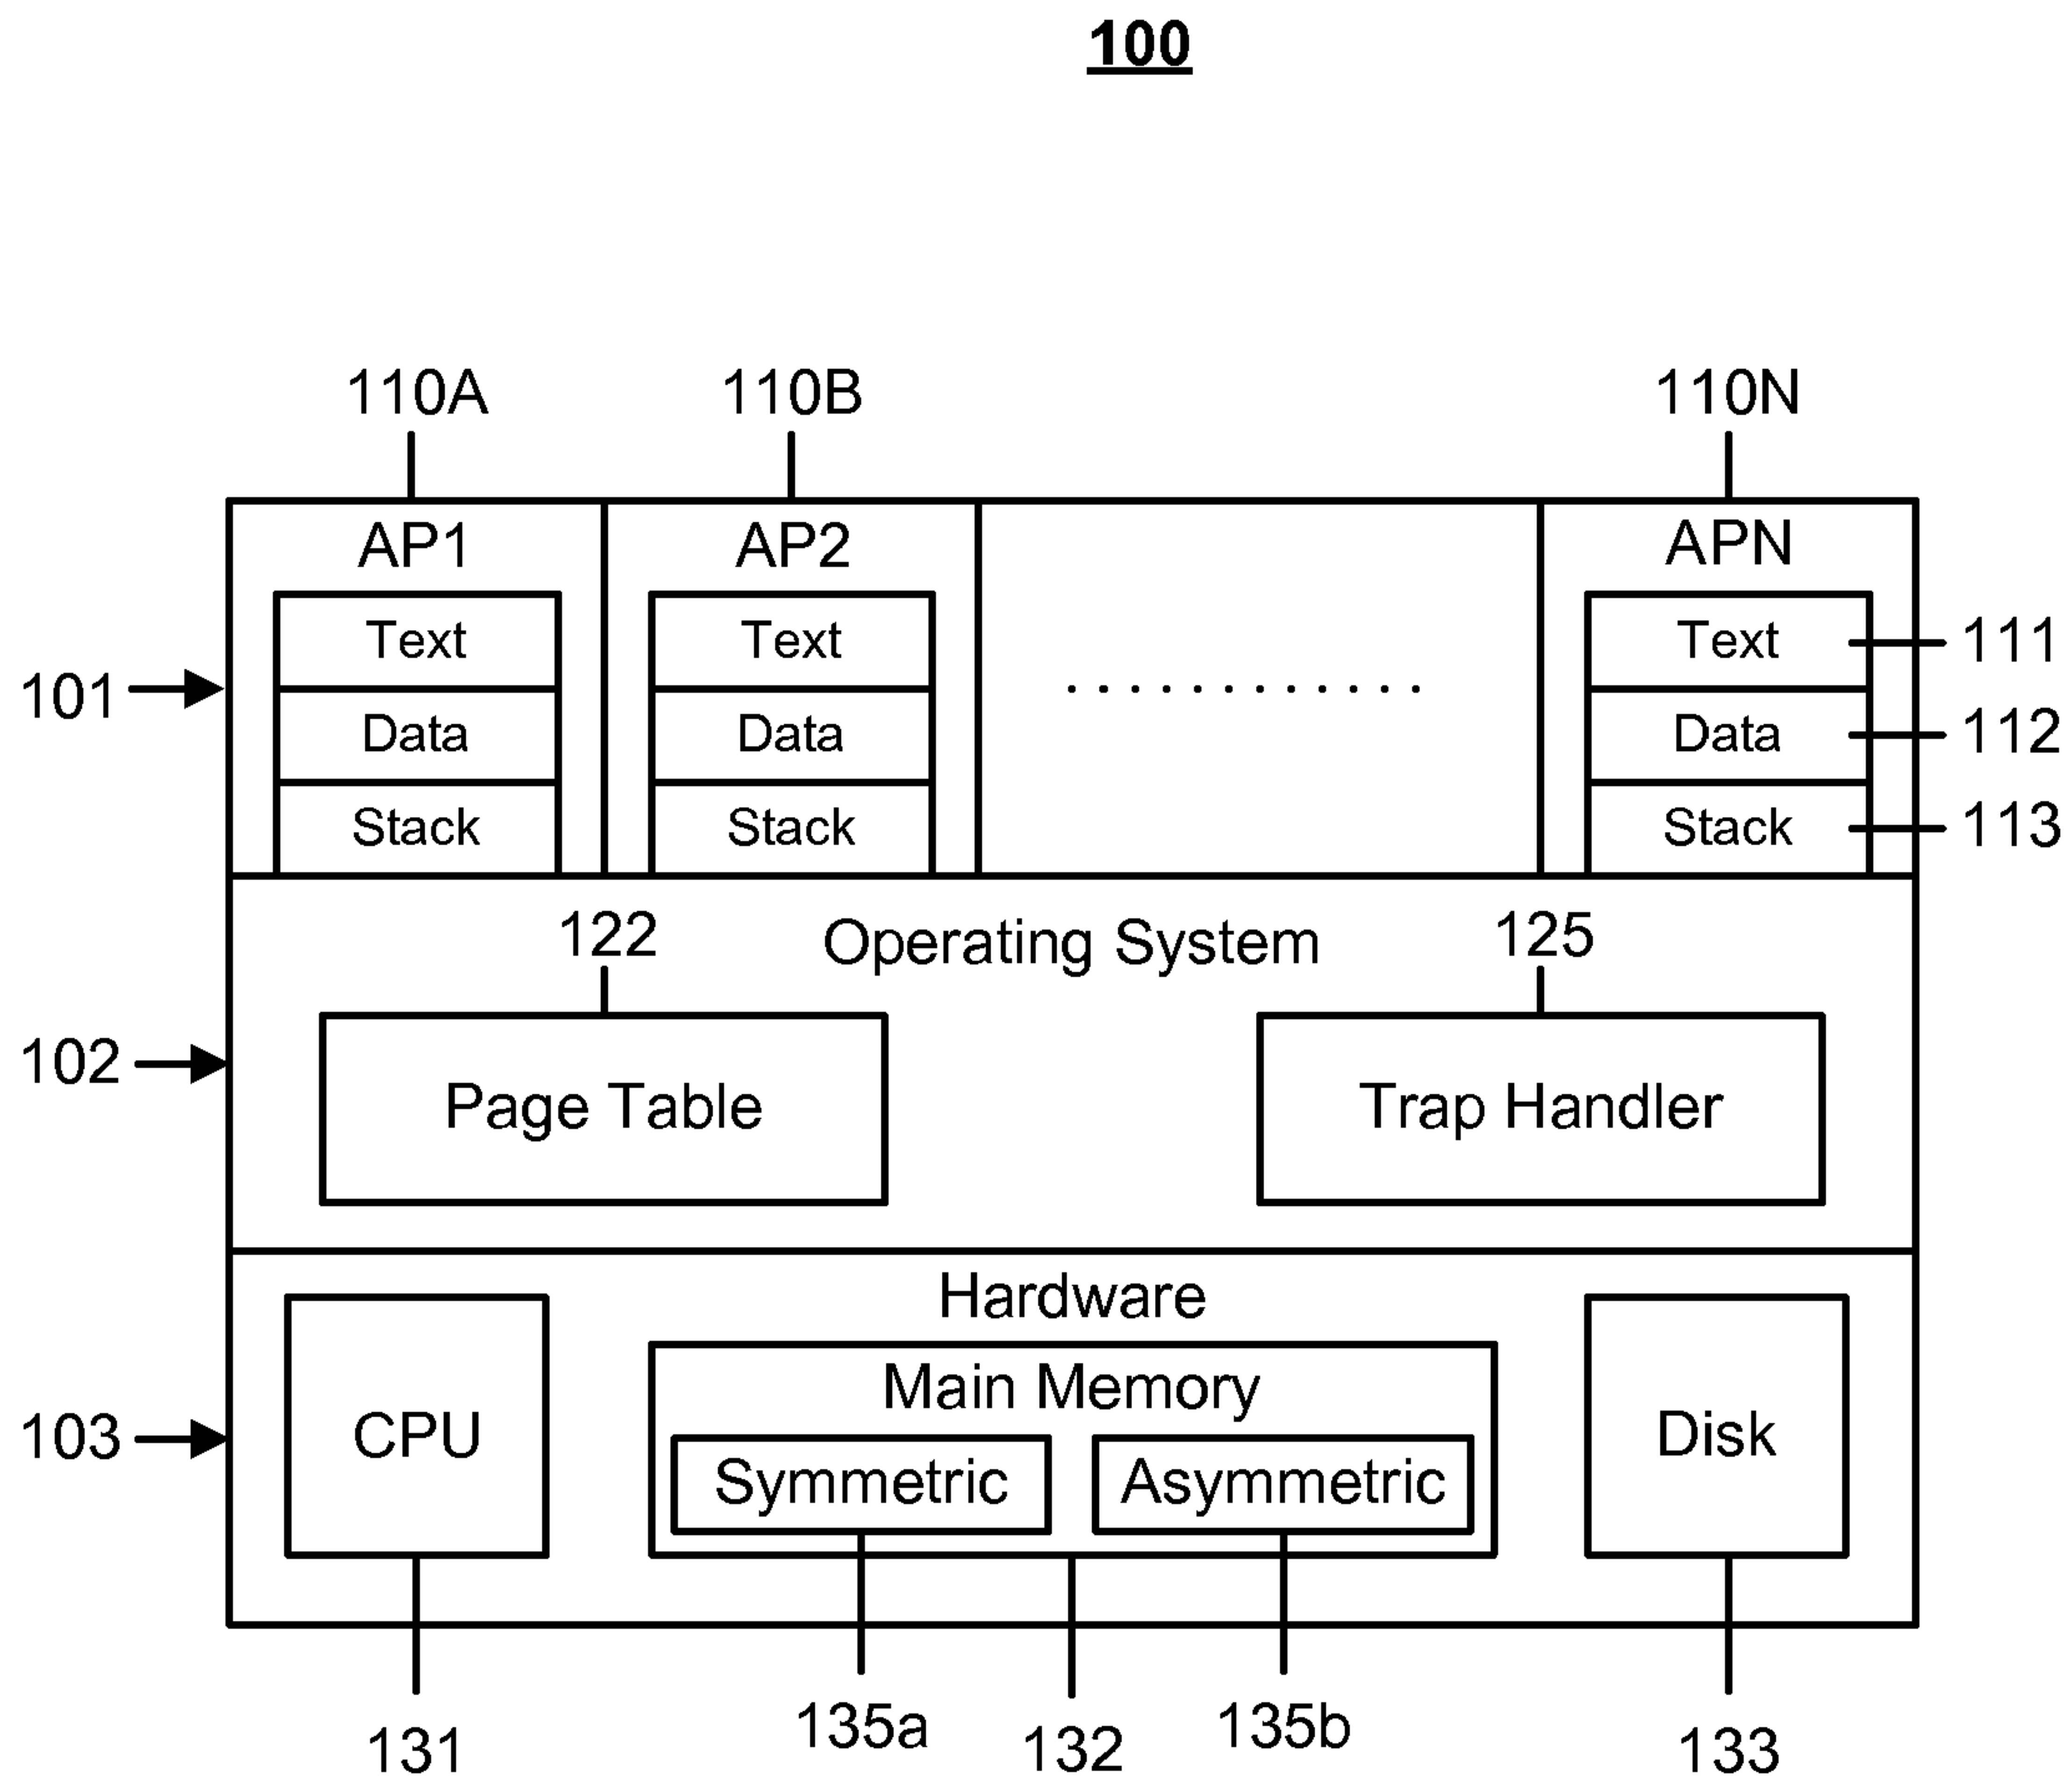 100
110A 110B 110N
AP1 AP2 APN
Text Text Text 111
101 ............
Data Data Data 112
Stack Stack Stack 113
122 Operating System 125
102
Page Table Trap Handler
Hardware
Main Memory
103 CPU Disk
Symmetric Asymmetric
135a 135b
131 132 133